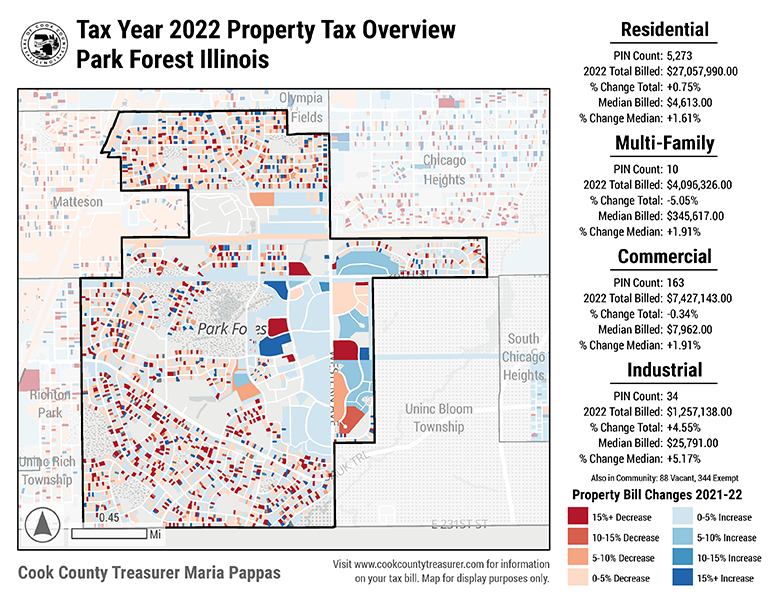 Tax Year 2022 Property Tax Overview
Park Forest Illinois
Olympia
Fields
Chicago
Heights
Matteson
Park Fores
WESTERN AVE
South
Chicago
Heights
Richton
Park
Uninc Bloom
Township
Uninc Rich
Township
UK TRL
E 231ST ST
0.45
Mi
Cook County Treasurer Maria Pappas
Visit www.cookcountytreasurer.com for information
on your tax bill. Map for display purposes only.
Residential
PIN Count: 5,273
2022 Total Billed: $27,057,990.00
% Change Total: +0.75%
Median Billed: $4,613.00
% Change Median: +1.61%
Multi-Family
PIN Count: 10
2022 Total Billed: $4,096,326.00
% Change Total: -5.05%
Median Billed: $345,617.00
% Change Median: +1.91%
Commercial
PIN Count: 163
2022 Total Billed: $7,427,143.00
% Change Total: -0.34%
Median Billed: $7,962.00
% Change Median: +1.91%
Industrial
PIN Count: 34
2022 Total Billed: $1,257,138.00
% Change Total: +4.55%
Median Billed: $25,791.00
% Change Median: +5.17%
Also in Community: 88 Vacant, 344 Exempt
Property Bill Changes 2021-22
15%+ Decrease
10-15% Decrease
5-10% Decrease
0-5% Decrease
0-5% Increase
5-10% Increase
10-15% Increase
15%+ Increase